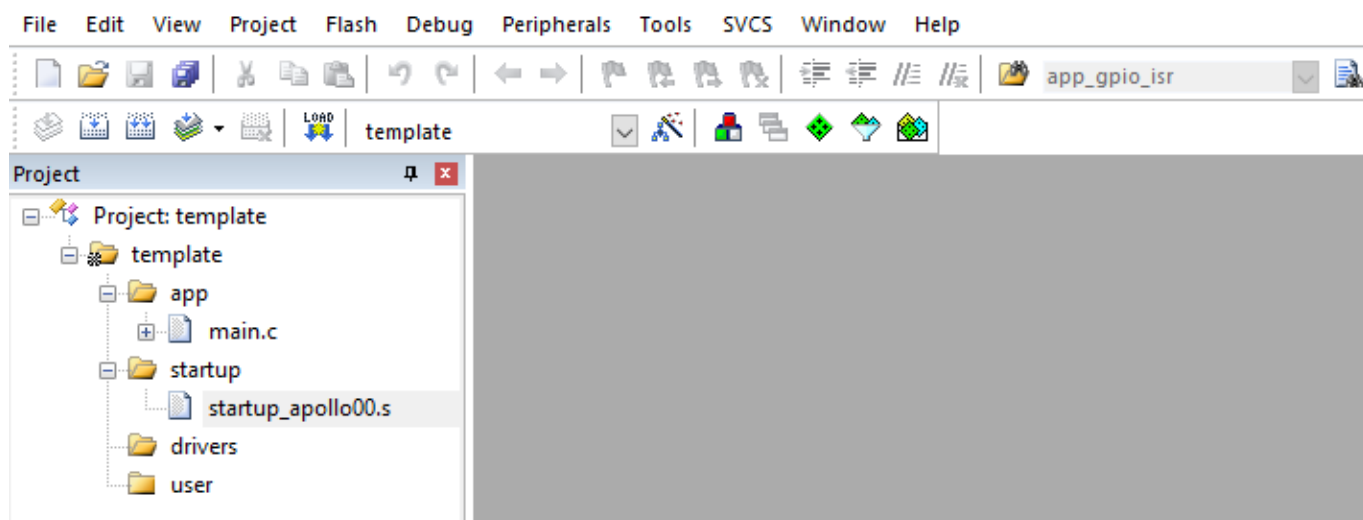 File Edit View Project Flash Debug Peripherals Tools SVCS Window Help
app_gpio_isr
LOAD template
Project
Project: template
template
app
main.c
startup
startup_apollo00.s
drivers
user